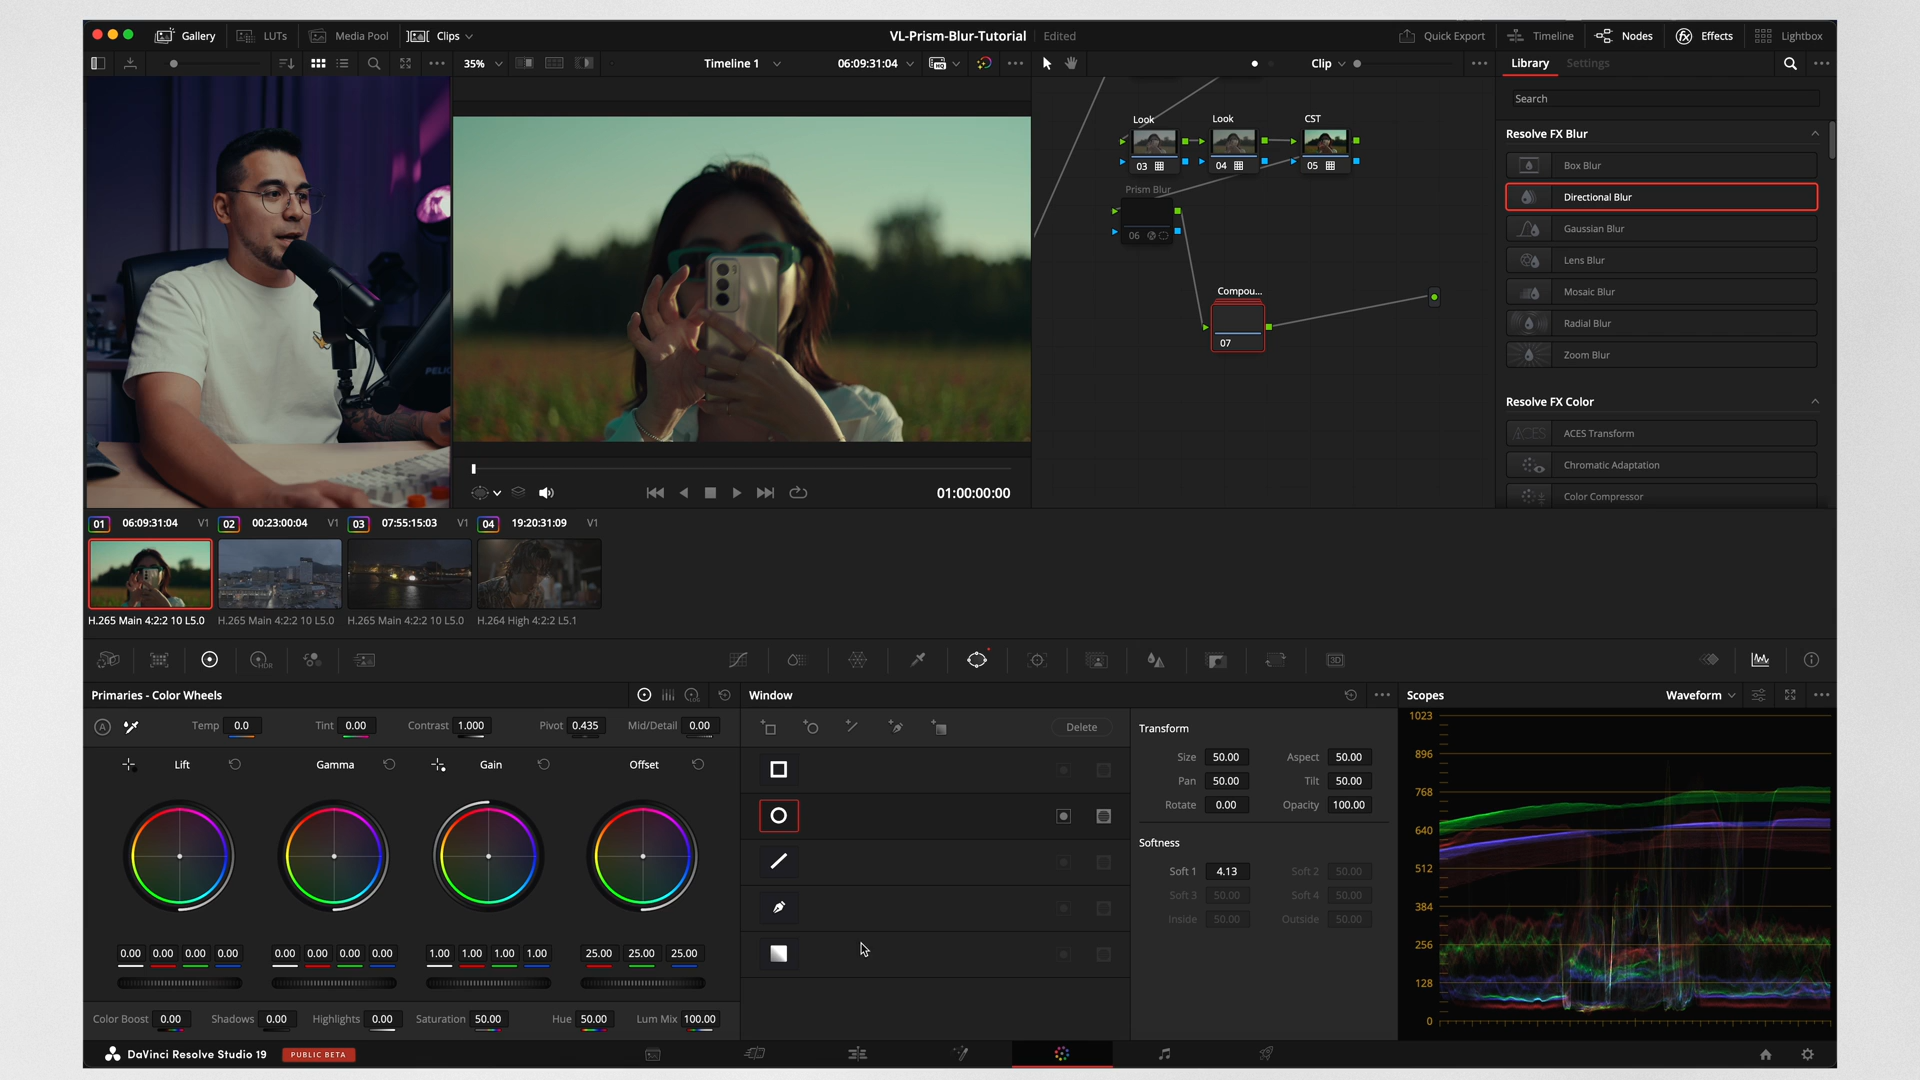 Gallery
LUTs
Media Pool
Clips
VL-Prism-Blur-Tutorial
Edited
Quick Export
Timeline
Nodes
Effects
Lightbox
35%
Timeline 1
06:09:31:04
Clip
Library
Settings
Search
Resolve FX Blur
Box Blur
Directional Blur
Gaussian Blur
Lens Blur
Mosaic Blur
Radial Blur
Zoom Blur
Resolve FX Color
ACES Transform
Chromatic Adaptation
Color Compressor
Look
Look
CST
03
04
05
Prism Blur
06
Compou...
07
01:00:00:00
01 06:09:31:04 V1
02 00:23:00:04 V1
03 07:55:15:03 V1
04 19:20:31:09 V1
H.265 Main 4:2:2 10 L5.0
H.265 Main 4:2:2 10 L5.0
H.265 Main 4:2:2 10 L5.0
H.264 High 4:2:2 L5.1
HDR
3D
Primaries - Color Wheels
A
Temp 0.0
Tint 0.00
Contrast 1.000
Pivot 0.435
Mid/Detail 0.00
Lift
Gamma
Gain
Offset
0.00 0.00 0.00 0.00
0.00 0.00 0.00 0.00
1.00 1.00 1.00 1.00
25.00 25.00 25.00
Color Boost 0.00
Shadows 0.00
Highlights 0.00
Saturation 50.00
Hue 50.00
Lum Mix 100.00
Window
Delete
Transform
Size 50.00
Aspect 50.00
Pan 50.00
Tilt 50.00
Rotate 0.00
Opacity 100.00
Softness
Soft 1 4.13
Soft 2 50.00
Soft 3 50.00
Soft 4 50.00
Inside 50.00
Outside 50.00
Scopes
Waveform
1023
896
768
640
512
384
256
128
0
DaVinci Resolve Studio 19
PUBLIC BETA